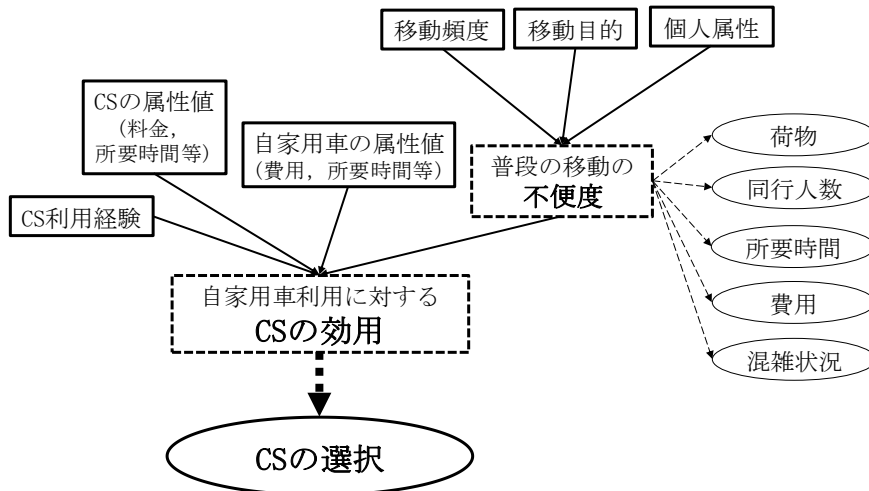 移動頻度
移動目的
個人属性
CSの属性値
(料金,
所要時間等)
自家用車の属性値
(費用, 所要時間等)
CS利用経験
普段の移動の
不便度
荷物
同行人数
所要時間
費用
混雑状況
自家用車利用に対する
CSの効用
CSの選択